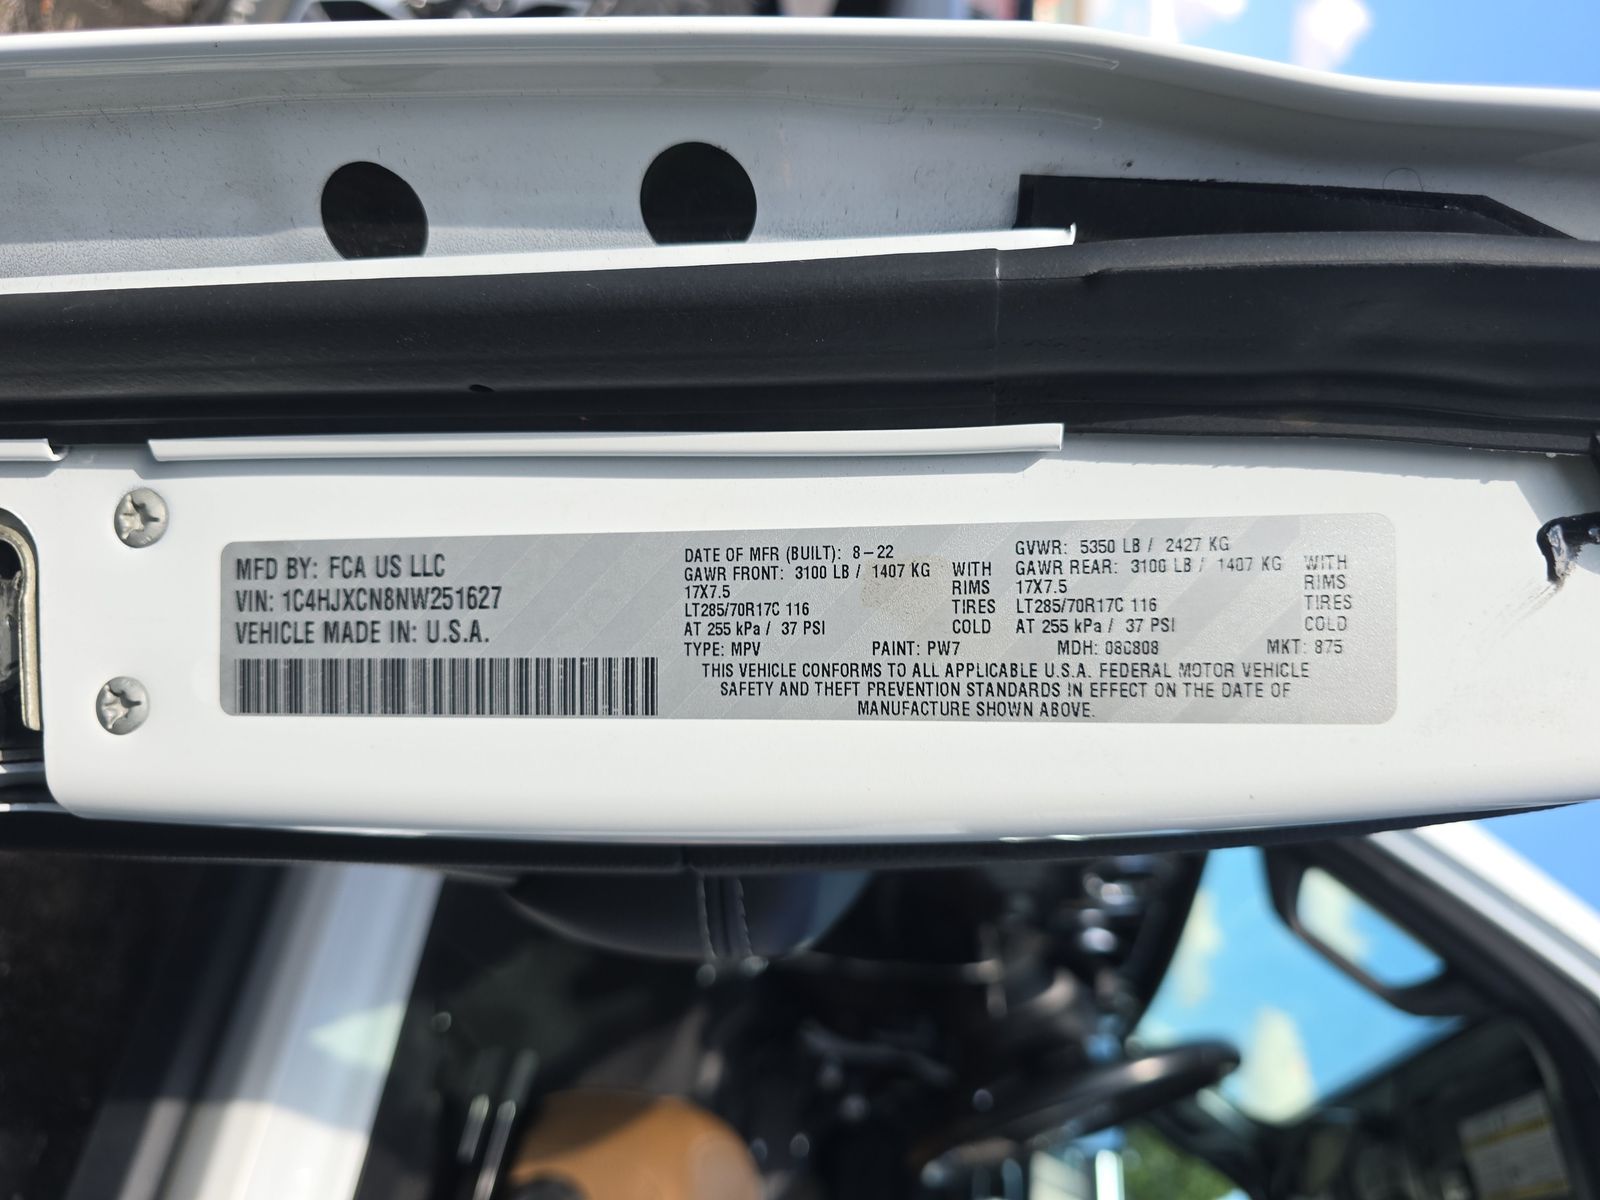 MFD BY: FCA US LLC
VIN: 1C4HJXCN8NW251627
VEHICLE MADE IN: U.S.A.
DATE OF MFR (BUILT): 8-22
GAWR FRONT: 3100 LB / 1407 KG WITH
17X7.5 RIMS
LT285/70R17C 116 TIRES
AT 255 kPa / 37 PSI COLD
GVWR: 5350 LB / 2427 KG
GAWR REAR: 3100 LB / 1407 KG WITH
17X7.5 RIMS
LT285/70R17C 116 TIRES
AT 255 kPa / 37 PSI COLD
TYPE: MPV PAINT: PW7 MDH: 080808 MKT: 875
THIS VEHICLE CONFORMS TO ALL APPLICABLE U.S.A. FEDERAL MOTOR VEHICLE
SAFETY AND THEFT PREVENTION STANDARDS IN EFFECT ON THE DATE OF
MANUFACTURE SHOWN ABOVE.